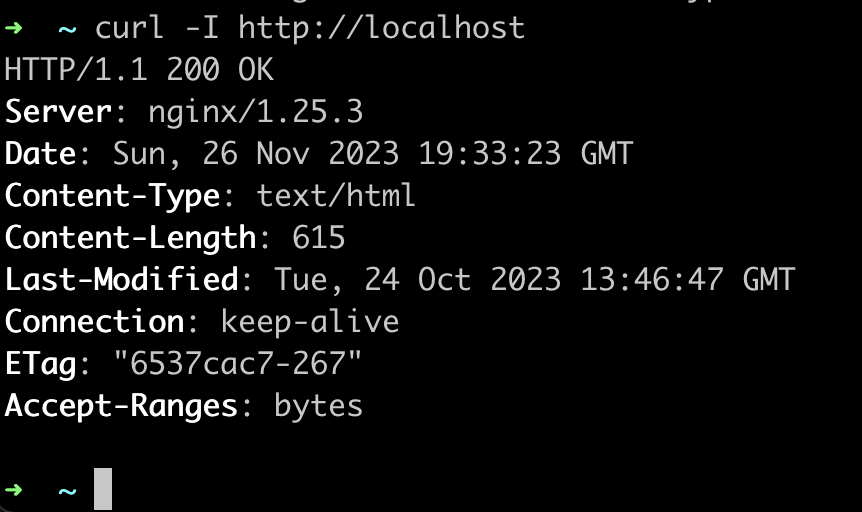 ➜  ~ curl -I http://localhost
HTTP/1.1 200 OK
Server: nginx/1.25.3
Date: Sun, 26 Nov 2023 19:33:23 GMT
Content-Type: text/html
Content-Length: 615
Last-Modified: Tue, 24 Oct 2023 13:46:47 GMT
Connection: keep-alive
ETag: "6537cac7-267"
Accept-Ranges: bytes
➜  ~